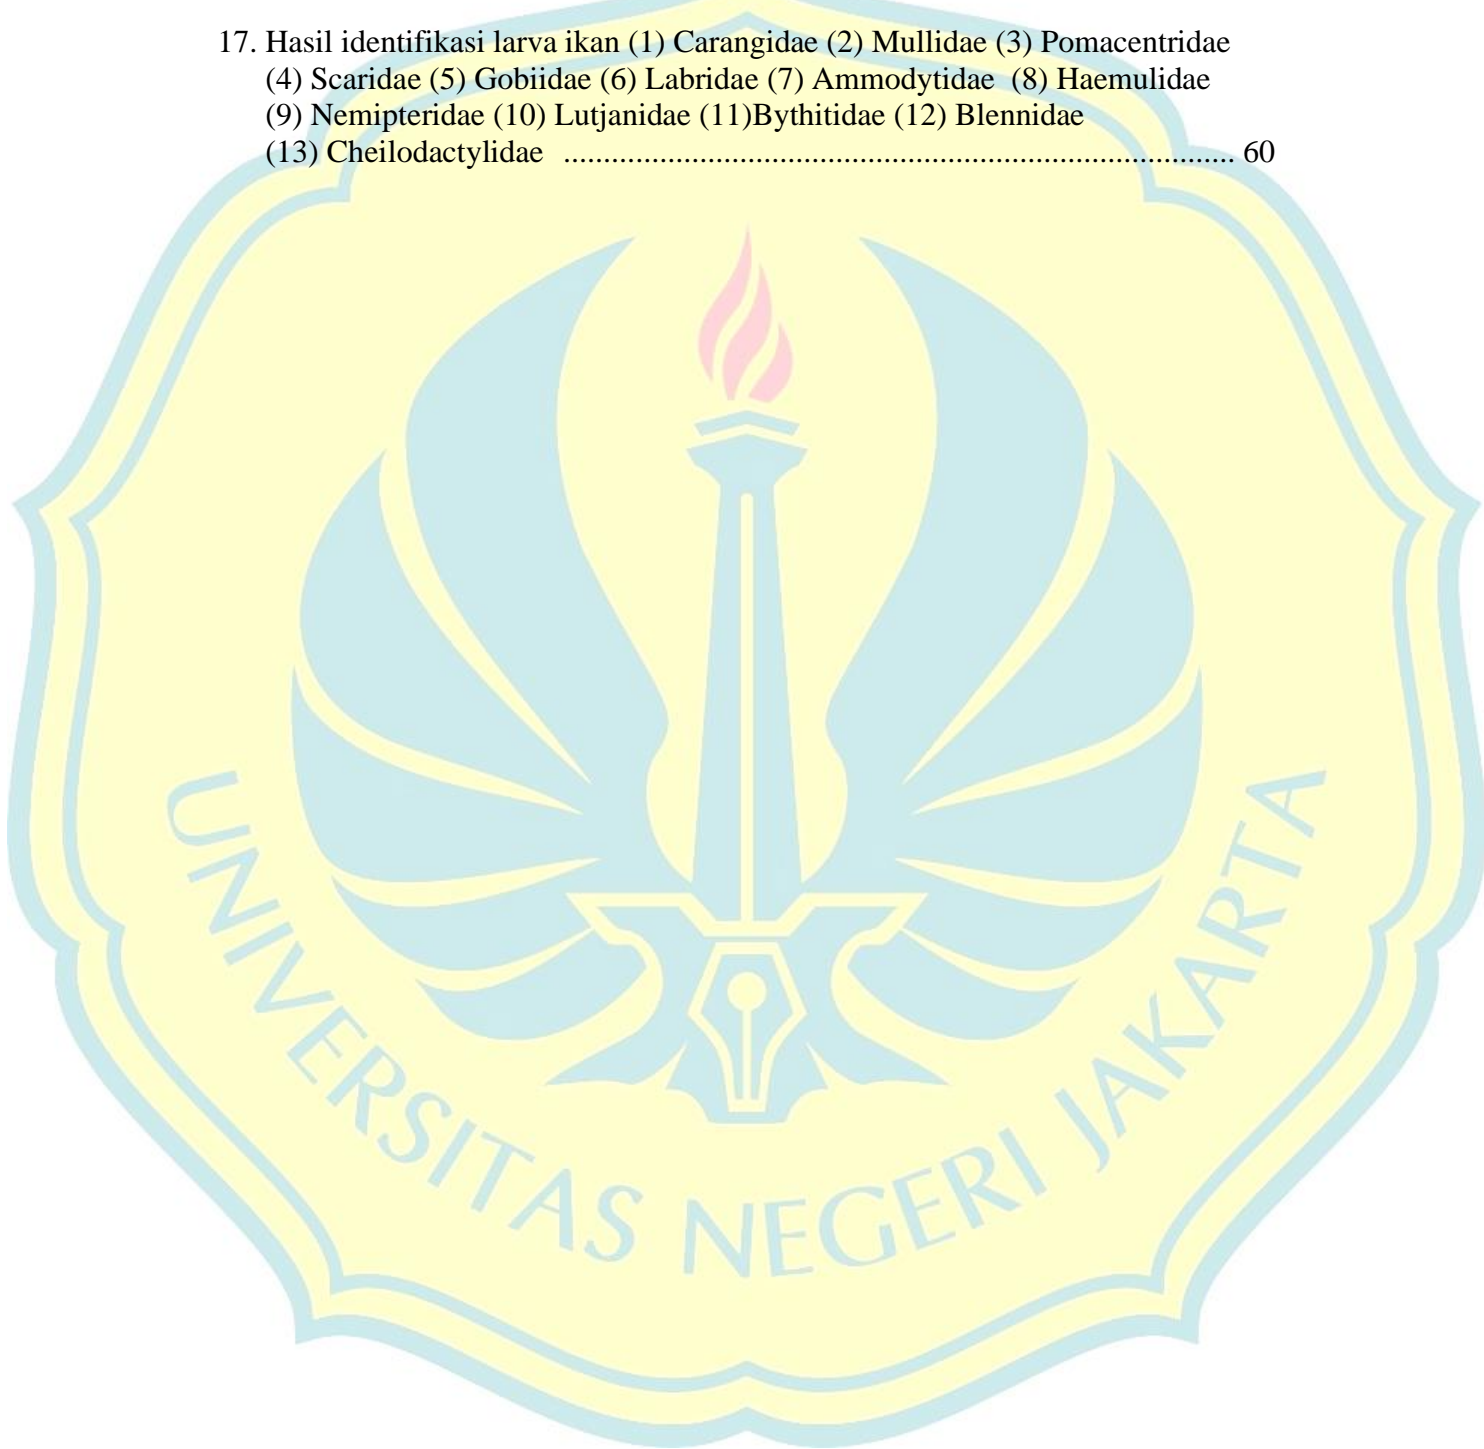 17. Hasil identifikasi larva ikan (1) Carangidae (2) Mullidae (3) Pomacentridae
(4) Scaridae (5) Gobiidae (6) Labridae (7) Ammodytidae  (8) Haemulidae
(9) Nemipteridae (10) Lutjanidae (11)Bythitidae (12) Blennidae
(13) Cheilodactylidae  .................................................................................... 60
UNIVERSITAS NEGERI JAKARTA